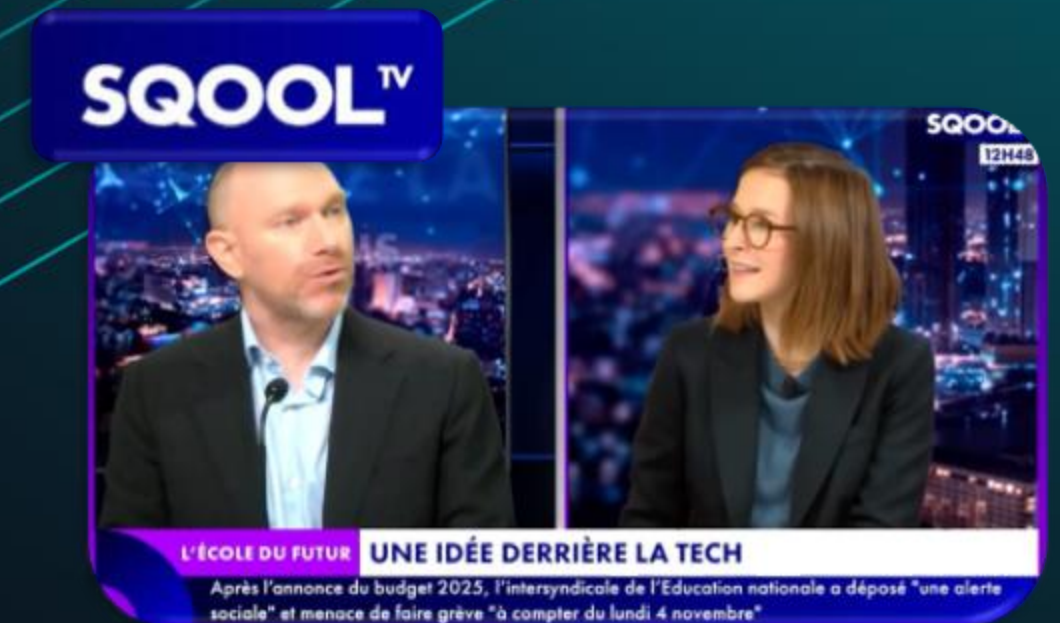 SQOOL TV
SQOOL
12H48
L'ÉCOLE DU FUTUR UNE IDÉE DERRIÈRE LA TECH
Après l'annonce du budget 2025, l'intersyndicale de l'Education nationale a déposé "une alerte
sociale" et menace de faire grève "à compter du lundi 4 novembre"